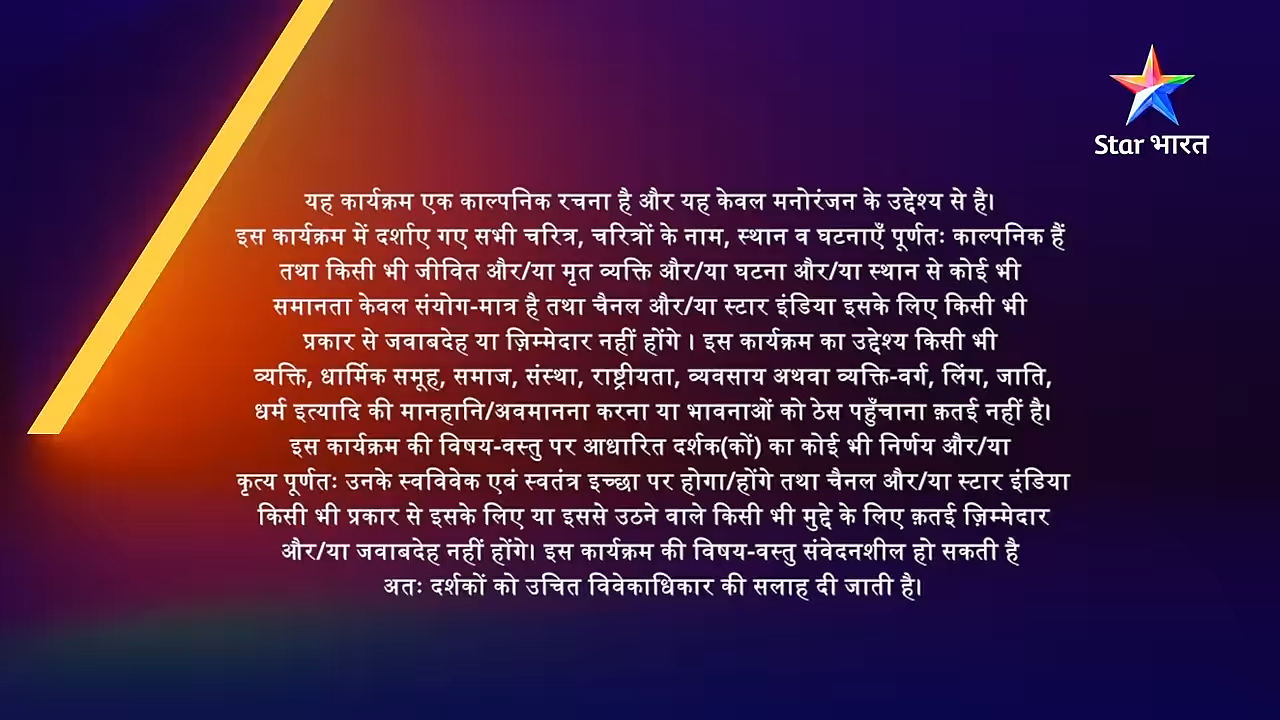 Star भारत
यह कार्यक्रम एक काल्पनिक रचना है और यह केवल मनोरंजन के उद्देश्य से है।
इस कार्यक्रम में दर्शाए गए सभी चरित्र, चरित्रों के नाम, स्थान व घटनाएँ पूर्णतः काल्पनिक हैं
तथा किसी भी जीवित और/या मृत व्यक्ति और/या घटना और/या स्थान से कोई भी
समानता केवल संयोग-मात्र है तथा चैनल और/या स्टार इंडिया इसके लिए किसी भी
प्रकार से जवाबदेह या ज़िम्मेदार नहीं होंगे । इस कार्यक्रम का उद्देश्य किसी भी
व्यक्ति, धार्मिक समूह, समाज, संस्था, राष्ट्रीयता, व्यवसाय अथवा व्यक्ति-वर्ग, लिंग, जाति,
धर्म इत्यादि की मानहानि/अवमानना करना या भावनाओं को ठेस पहुँचाना क़तई नहीं है।
इस कार्यक्रम की विषय-वस्तु पर आधारित दर्शक(कों) का कोई भी निर्णय और/या
कृत्य पूर्णतः उनके स्वविवेक एवं स्वतंत्र इच्छा पर होगा/होंगे तथा चैनल और/या स्टार इंडिया
किसी भी प्रकार से इसके लिए या इससे उठने वाले किसी भी मुद्दे के लिए क़तई ज़िम्मेदार
और/या जवाबदेह नहीं होंगे। इस कार्यक्रम की विषय-वस्तु संवेदनशील हो सकती है
अतः दर्शकों को उचित विवेकाधिकार की सलाह दी जाती है।